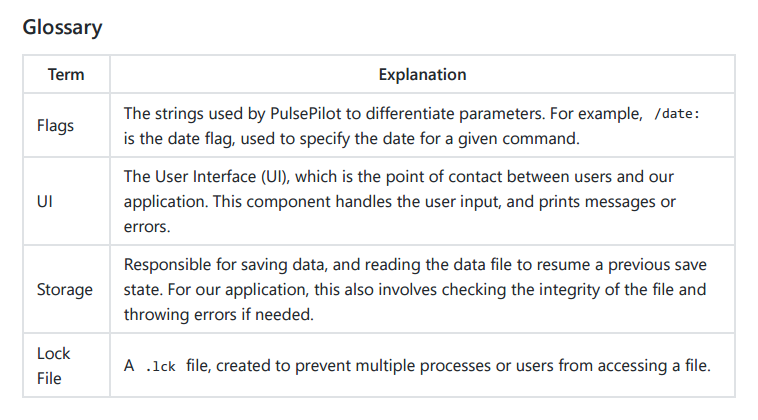 Glossary
Term Explanation
Flags
The strings used by PulsePilot to differentiate parameters. For example, /date:
is the date flag, used to specify the date for a given command.
UI
The User Interface (UI), which is the point of contact between users and our
application. This component handles the user input, and prints messages or
errors.
Storage
Responsible for saving data, and reading the data file to resume a previous save
state. For our application, this also involves checking the integrity of the file and
throwing errors if needed.
Lock
File
A .lck file, created to prevent multiple processes or users from accessing a file.